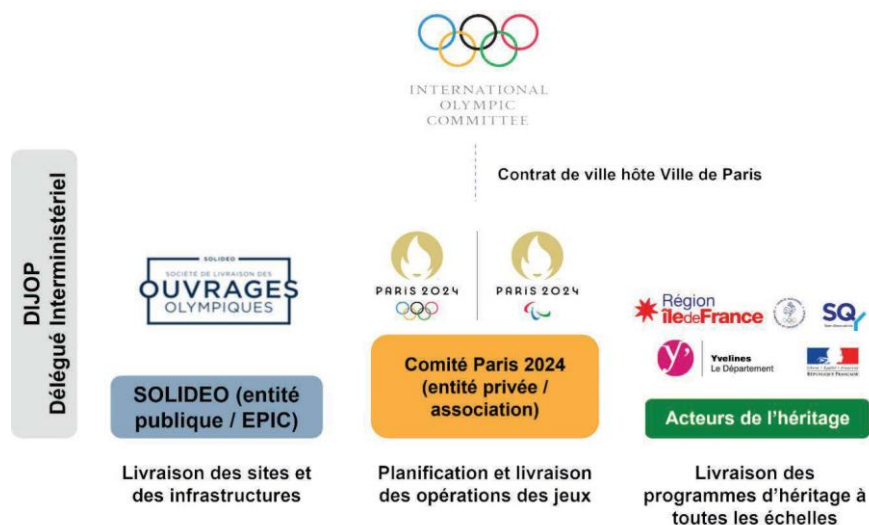 INTERNATIONAL
OLYMPIC
COMMITTEE
Contrat de ville hôte Ville de Paris
DIJOP
Délégué Interministériel
SOLIDEO
SOCIÉTÉ DE LIVRAISON DES
OUVRAGES
OLYMPIQUES
PARIS 2024
PARIS 2024
Région
îledeFrance
SQY
y'
Yvelines
Le Département
RÉPUBLIQUE FRANÇAISE
SOLIDEO (entité
publique / EPIC)
Comité Paris 2024
(entité privée /
association)
Acteurs de l'héritage
Livraison des sites et
des infrastructures
Planification et livraison
des opérations des jeux
Livraison des
programmes d'héritage à
toutes les échelles